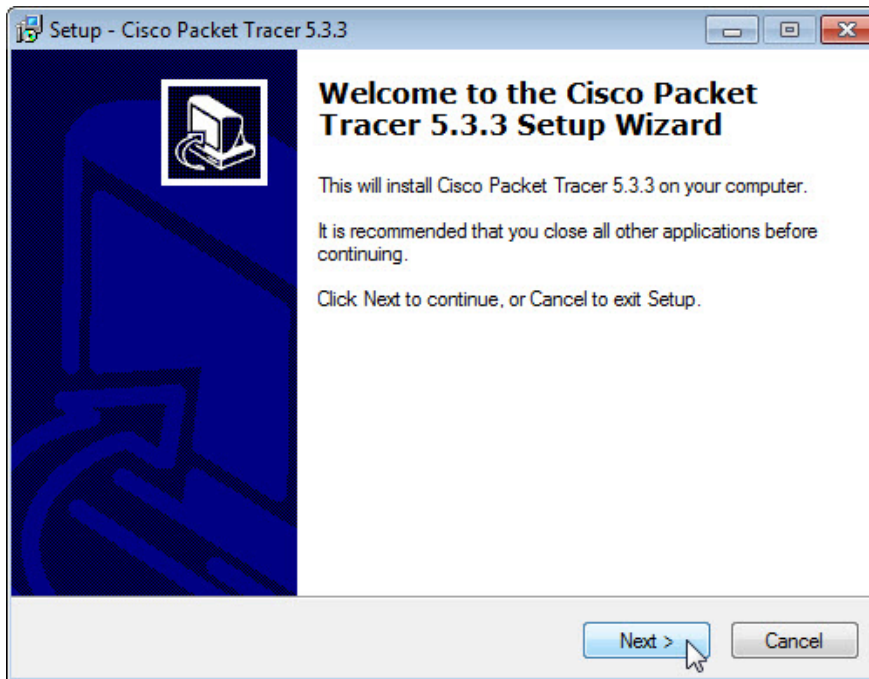 Setup - Cisco Packet Tracer 5.3.3
Welcome to the Cisco Packet
Tracer 5.3.3 Setup Wizard
This will install Cisco Packet Tracer 5.3.3 on your computer.
It is recommended that you close all other applications before
continuing.
Click Next to continue, or Cancel to exit Setup.
Next >
Cancel